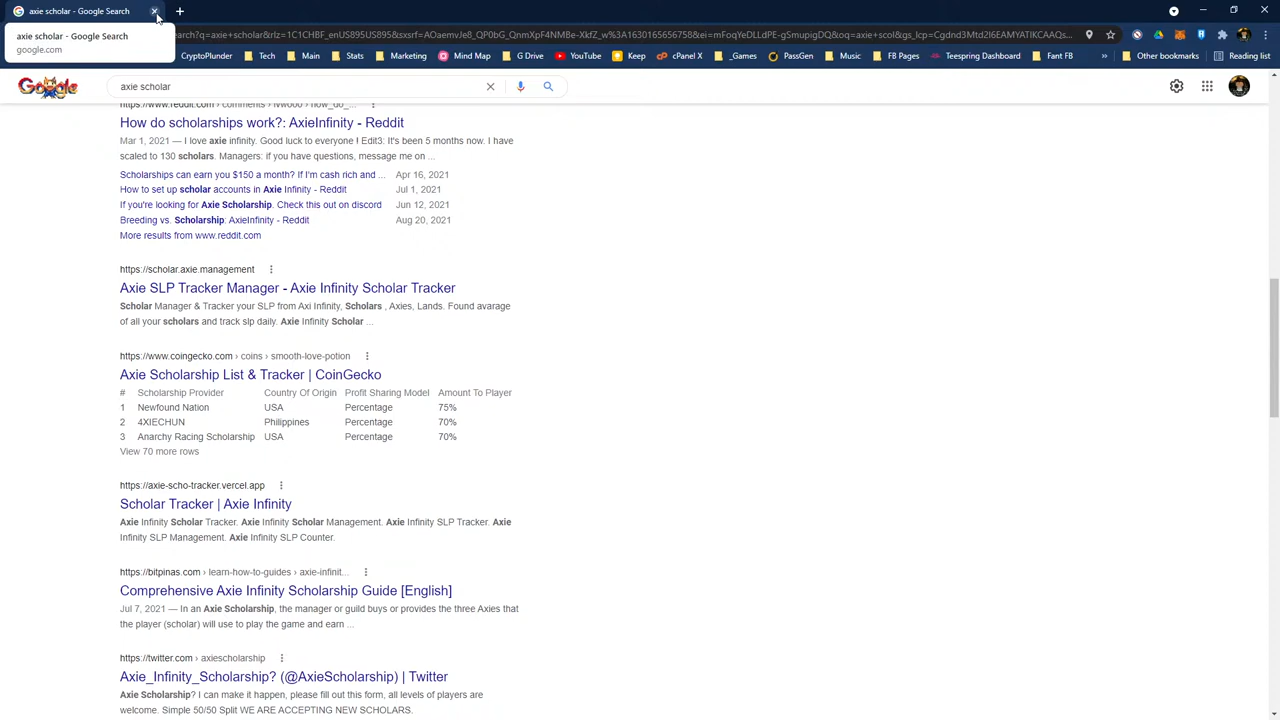 axie scholar - Google Search
axie scholar - Google Search
google.com
CryptoPlunder
Main
Stats
Marketing
Images
G Drive
YouTube
Keep
cPanel X
Quotes
PassGen
Music
FB Pages
Teespring Dashboard
Reading list
Google
axie scholar
https://www.reddit.com › comments
How do scholarships work?: AxieInfinity - Reddit
Mar 1, 2021 — I love axie infinity. Good luck to everyone ! Edit3: It's been 5 months now. I have
scaled to 130 scholars. Managers: if you have questions, message me on ...
Scholarships can earn you $150 a month? If I'm cash rich and ... Apr 16, 2021
How to set up scholar accounts in Axie Infinity - Reddit Jul 1, 2021
If you're looking for Axie Scholarship. Check this out on discord Jun 12, 2021
Breeding vs. Scholarship: AxieInfinity - Reddit Aug 20, 2021
More results from www.reddit.com
https://scholar.axie.management
Axie SLP Tracker Manager - Axie Infinity Scholar Tracker
Scholar Manager & Tracker your SLP from Axi Infinity, Scholars , Axies, Lands. Found avarage
of all your scholars and track slp daily. Axie Infinity Scholar ...
https://www.coingecko.com › coins › smooth-love-potion
Axie Scholarship List & Tracker | CoinGecko
# Scholarship Provider Country Of Origin Profit Sharing Model Amount To Player
1 Newfound Nation USA Percentage 75%
2 4XIECHUN Philippines Percentage 70%
3 Anarchy Racing Scholarship USA Percentage 70%
View 70 more rows
https://axie-scho-tracker.vercel.app
Scholar Tracker | Axie Infinity
Axie Infinity Scholar Tracker. Axie Infinity Scholar Management. Axie Infinity SLP Tracker. Axie
Infinity SLP Management. Axie Infinity SLP Counter.
https://bitpinas.com › learn-how-to-guides › axie-infinit...
Comprehensive Axie Infinity Scholarship Guide [English]
Jul 7, 2021 — In an Axie Scholarship, the manager or guild buys or provides the three Axies that
the player (scholar) will use to play the game and earn ...
https://twitter.com › axiescholarship
Axie_Infinity_Scholarship? (@AxieScholarship) | Twitter
Axie Scholarship? I can make it happen, please fill out this form, all levels of players are
welcome. Simple 50/50 Split WE ARE ACCEPTING NEW SCHOLARS.